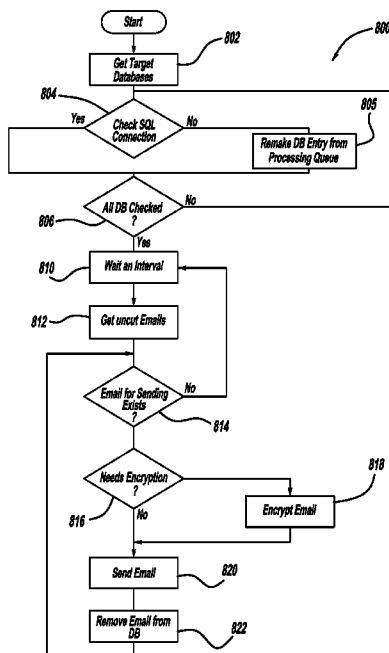 Start
800
802
Get Target
Databases
804
Yes
Check SQL
Connection
No
805
Remake DB Entry from
Processing Queue
All DB Checked
?
No
806
Yes
810
Wait an Interval
812
Get uncut Emails
Email for Sending
Exists
?
No
814
Needs Encryption
?
816
No
818
Encrypt Email
Send Email
820
Remove Email from
DB
822